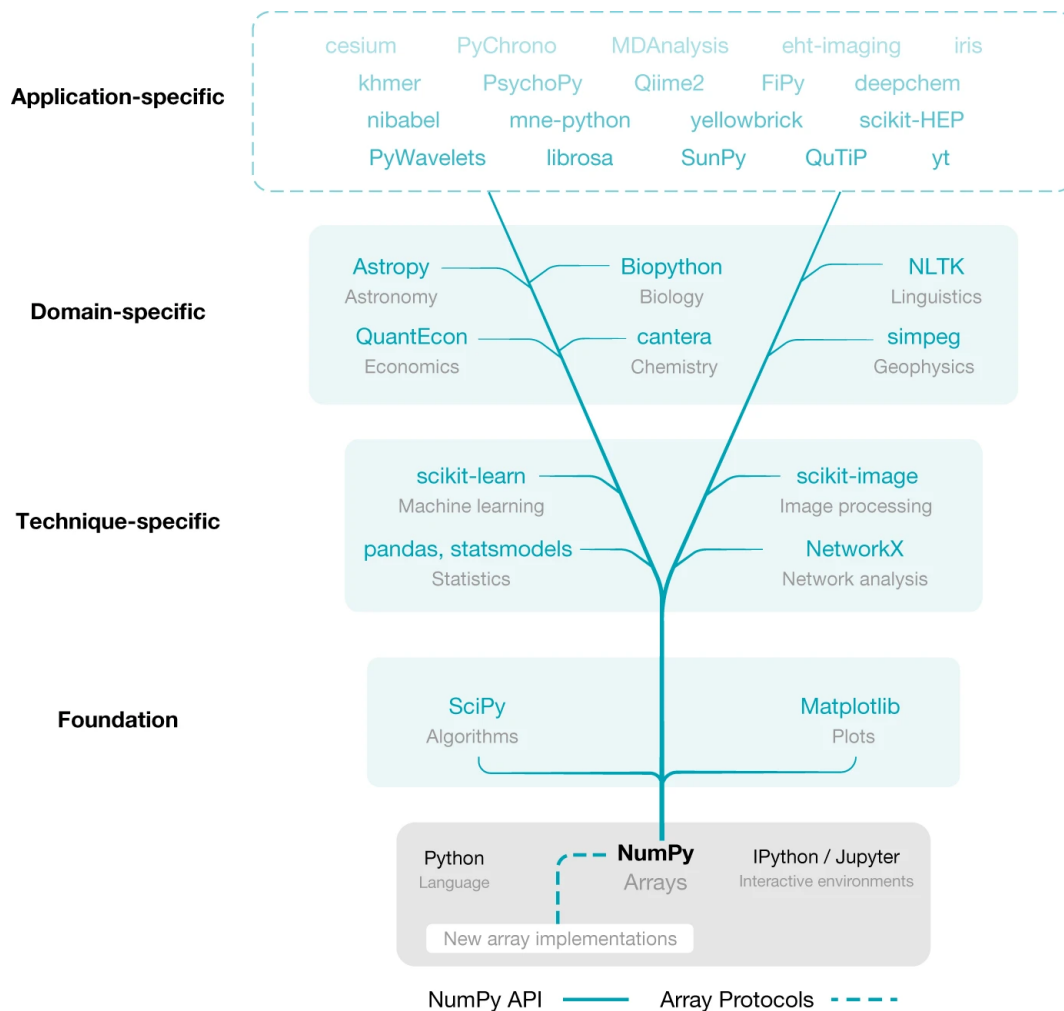 cesium PyChrono MDAnalysis eht-imaging iris
khmer PsychoPy Qiime2 FiPy deepchem
Application-specific
nibabel mne-python yellowbrick scikit-HEP
PyWavelets librosa SunPy QuTiP yt
Astropy Biopython NLTK
Astronomy Biology Linguistics
Domain-specific
QuantEcon cantera simpeg
Economics Chemistry Geophysics
scikit-learn scikit-image
Machine learning Image processing
Technique-specific
pandas, statsmodels NetworkX
Statistics Network analysis
SciPy Matplotlib
Foundation
Algorithms Plots
Python NumPy IPython / Jupyter
Language Arrays Interactive environments
New array implementations
NumPy API Array Protocols